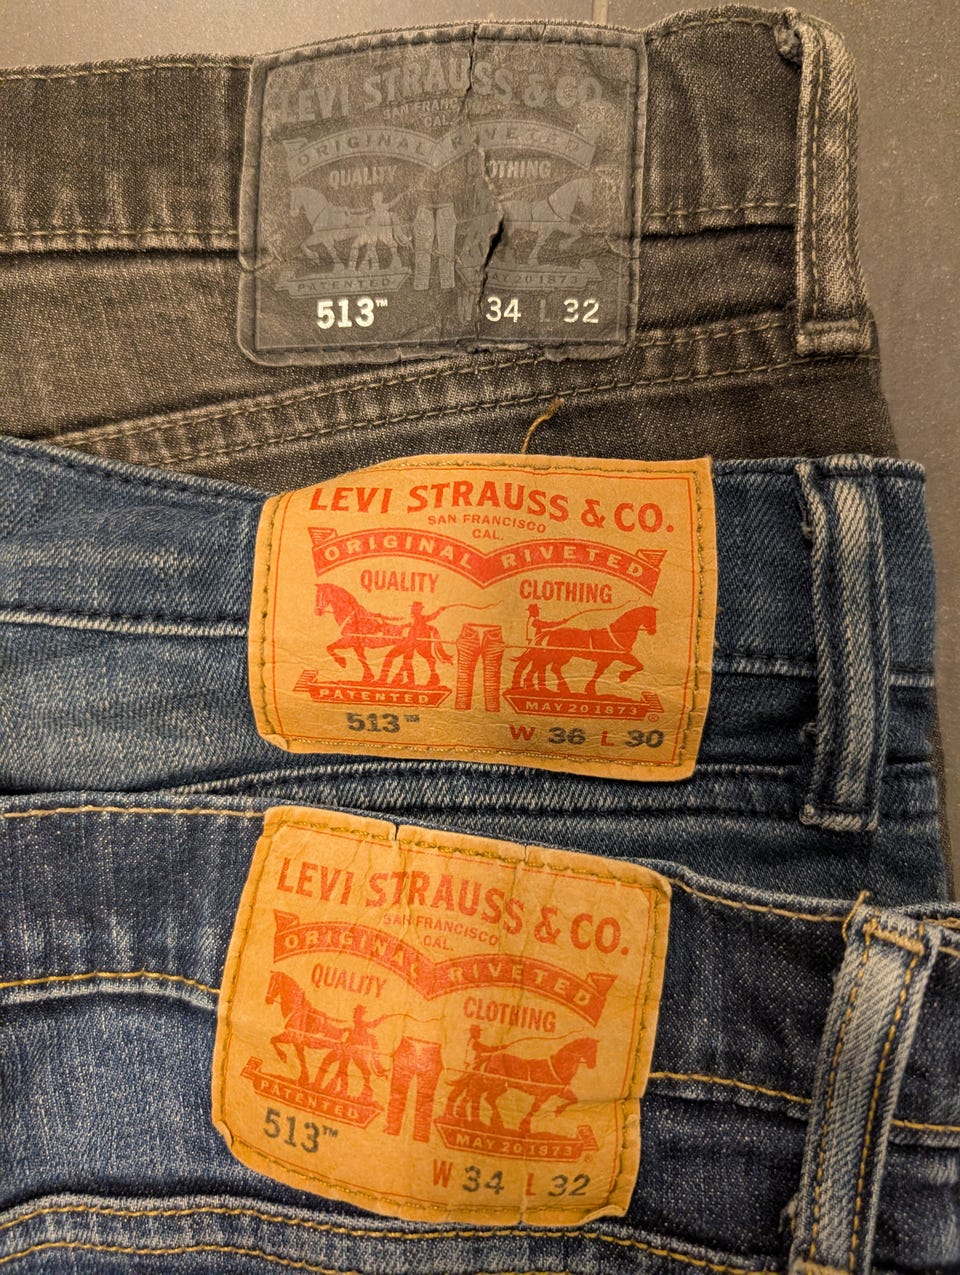 LEVI STRAUSS & CO.
SAN FRANCISCO
CAL.
ORIGINAL RIVETED
QUALITY CLOTHING
PATENTED MAY 20 1873
513™ W 34 L 32
LEVI STRAUSS & CO.
SAN FRANCISCO
CAL.
ORIGINAL RIVETED
QUALITY CLOTHING
PATENTED MAY 20 1873 ®
513™ W 36 L 30
LEVI STRAUSS & CO.
SAN FRANCISCO
CAL.
ORIGINAL RIVETED
QUALITY CLOTHING
PATENTED MAY 20 1873 ®
513™ W 34 L 32